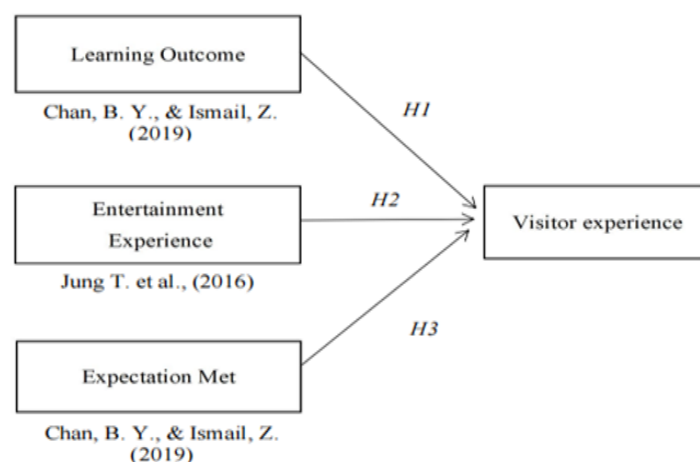 Learning Outcome
Chan, B. Y., & Ismail, Z.
(2019)
H1
Entertainment
Experience
Jung T. et al., (2016)
H2
Visitor experience
H3
Expectation Met
Chan, B. Y., & Ismail, Z.
(2019)